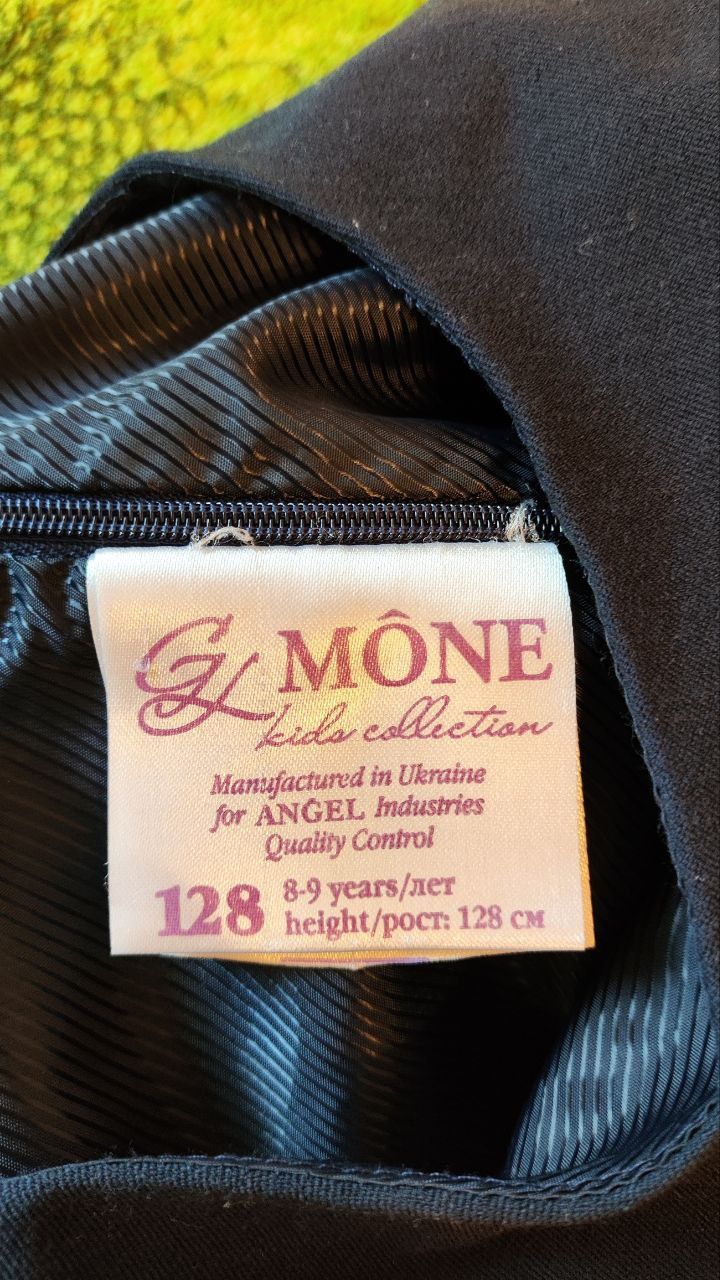 MÔNE
kids collection
Manufactured in Ukraine
for ANGEL Industries
Quality Control
128
8-9 years/лет
height/рост: 128 см